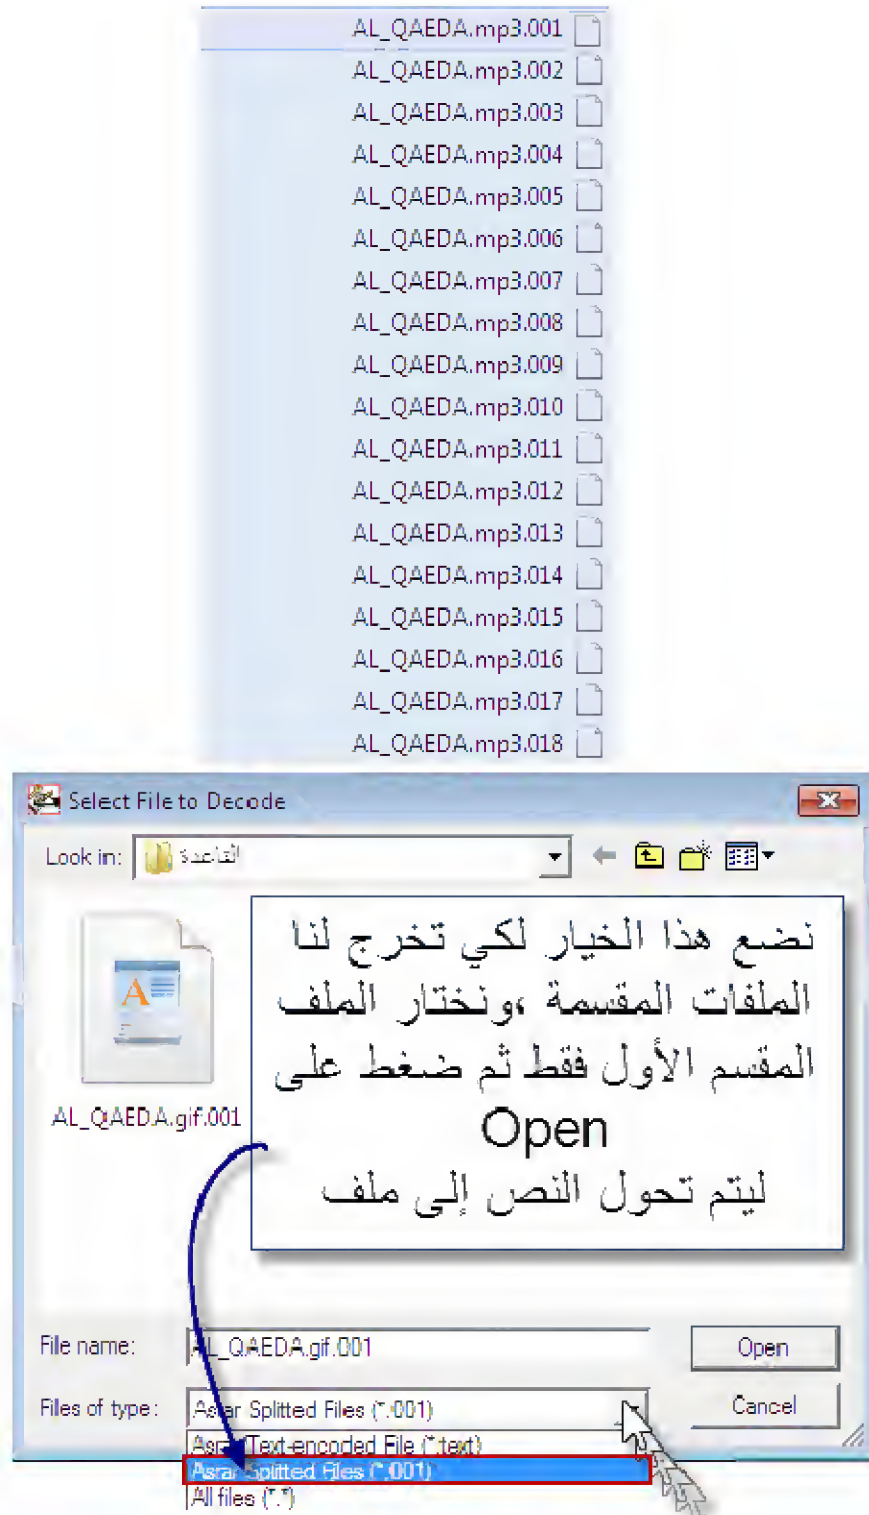 AL_QAEDA.mp3.001
AL_QAEDA.mp3.002
AL_QAEDA.mp3.003
AL_QAEDA.mp3.004
AL_QAEDA.mp3.005
AL_QAEDA.mp3.006
AL_QAEDA.mp3.007
AL_QAEDA.mp3.008
AL_QAEDA.mp3.009
AL_QAEDA.mp3.010
AL_QAEDA.mp3.011
AL_QAEDA.mp3.012
AL_QAEDA.mp3.013
AL_QAEDA.mp3.014
AL_QAEDA.mp3.015
AL_QAEDA.mp3.016
AL_QAEDA.mp3.017
AL_QAEDA.mp3.018
Select File to Decode
Look in: القاعدة
نضع هذا الخيار لكي تخرج لنا
الملفات المقسمة ،ونختار الملف
المقسم الأول فقط ثم ضغط على
Open
ليتم تحول النص إلى ملف
AL_QAEDA.gif.001
File name: AL_QAEDA.gif.001 Open
Files of type: Asrar Splitted Files (*.001) Cancel
Asrar Text-encoded File (*.text)
Asrar Splitted Files (*.001)
All files (*.*)